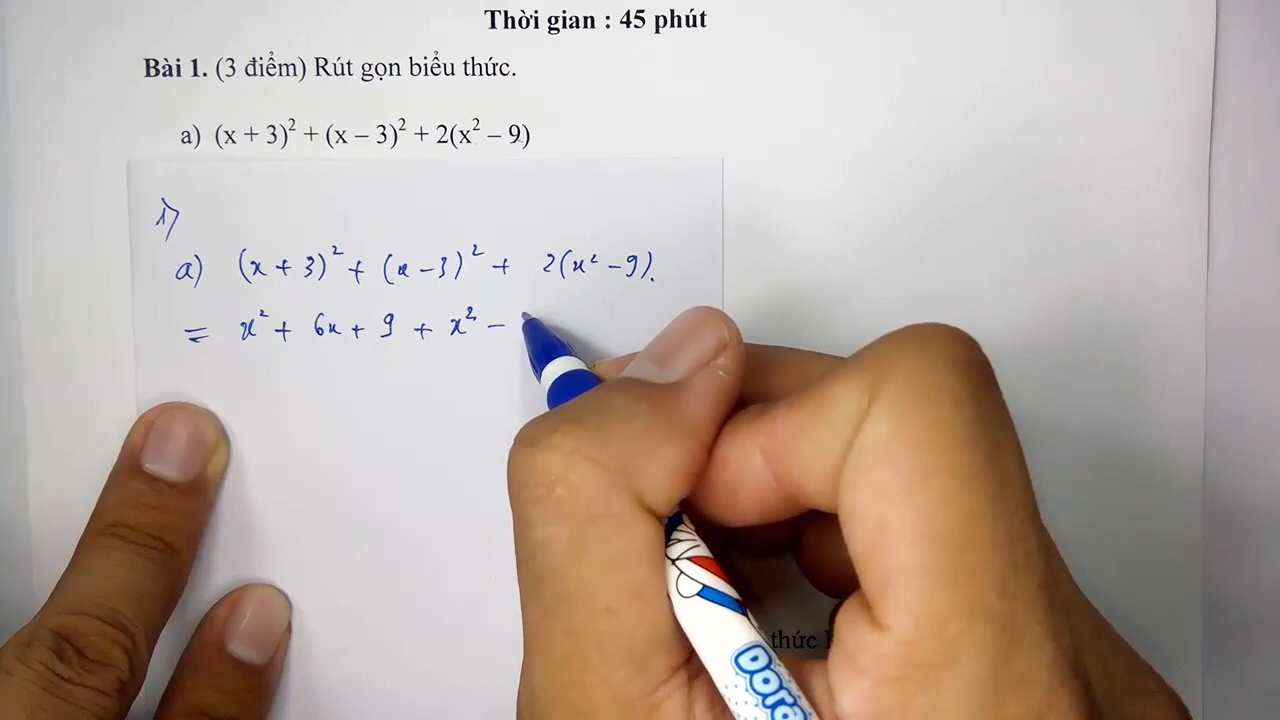 Thời gian : 45 phút
Bài 1. (3 điểm) Rút gọn biểu thức.
a) (x + 3)² + (x – 3)² + 2(x² – 9)
1)
a) (x + 3)² + (x – 3)² + 2(x² – 9).
= x² + 6x + 9 + x² –
thức
Dora